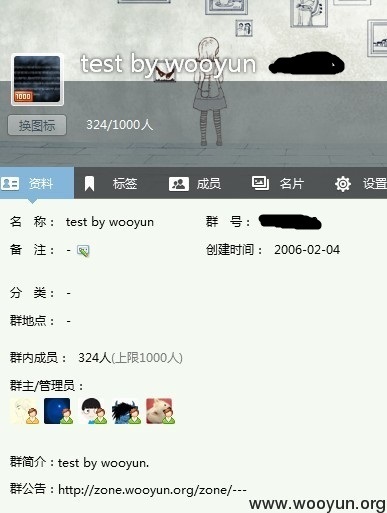 test by wooyun
1000
换图标 324/1000人
资料 标签 成员 名片 设置
名 称： test by wooyun 群 号：
备 注： - 创建时间： 2006-02-04
分 类： -
群地点： -
群内成员： 324人(上限1000人)
群主/管理员：
群简介：test by wooyun.
群公告：http://zone.wooyun.org/zone/---
www.wooyun.org